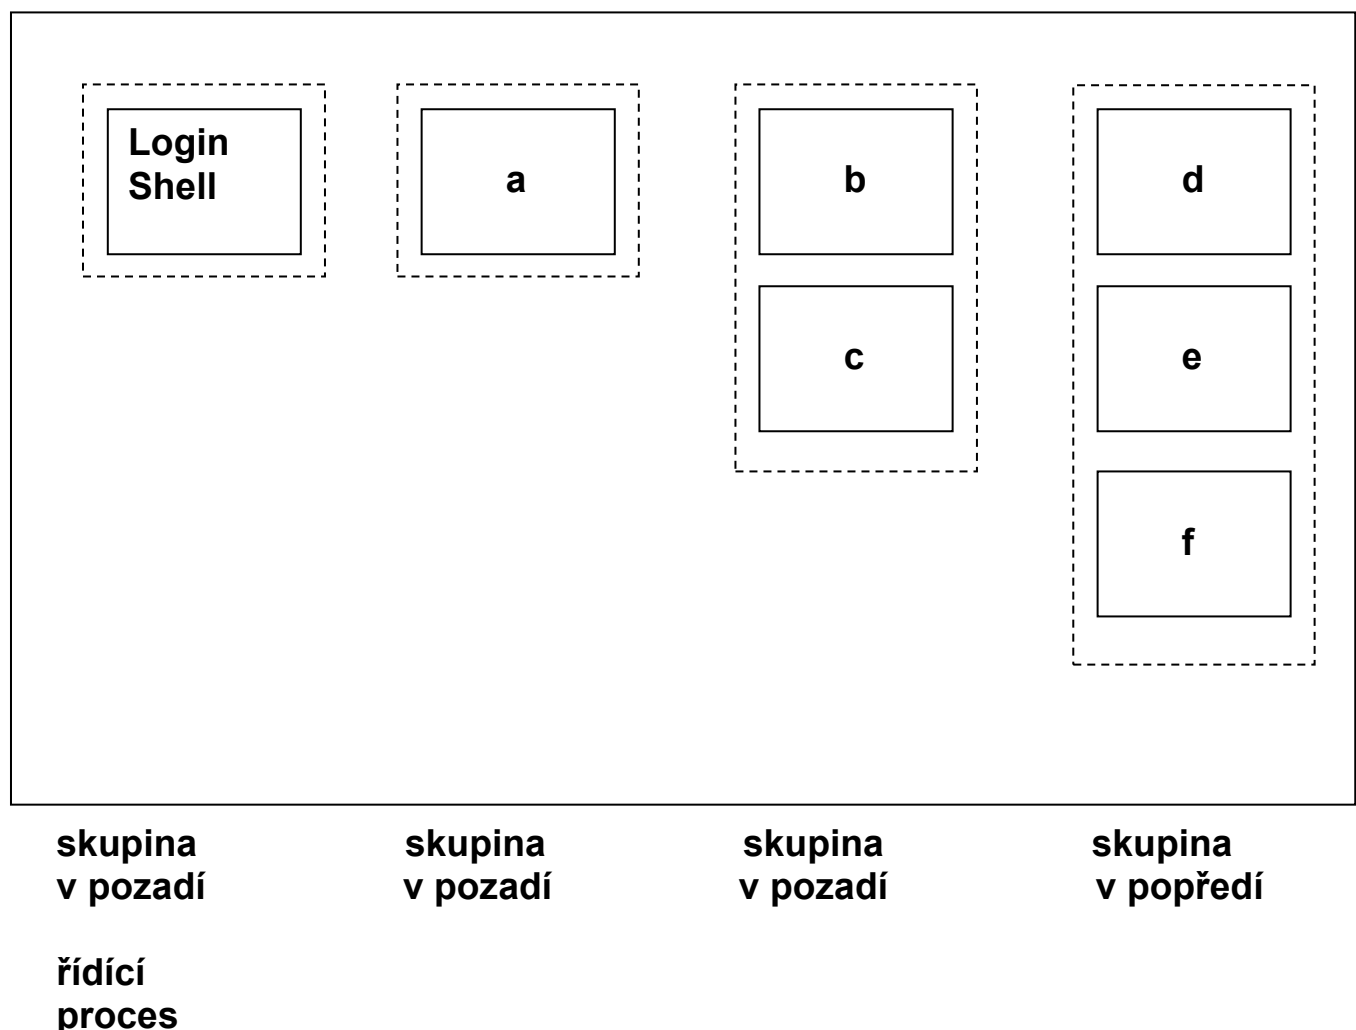 Login
Shell
a
b
d
c
e
f
skupina
v pozadí
skupina
v pozadí
skupina
v pozadí
skupina
v popředí
řídící
proces